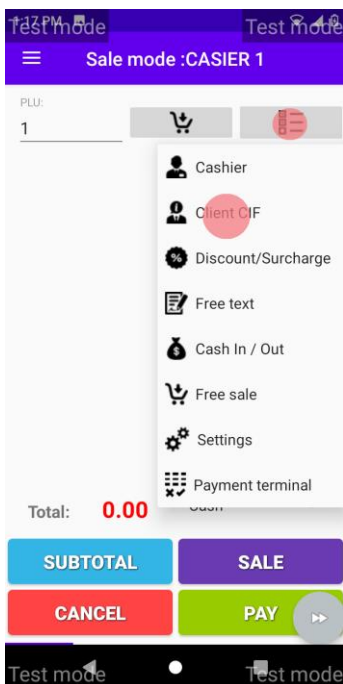 1:17 PM
Test mode
Test mode
Sale mode :CASIER 1
PLU:
1
Cashier
Client CIF
Discount/Surcharge
Free text
Cash In / Out
Free sale
Settings
Payment terminal
Total: 0.00 Cash
SUBTOTAL
SALE
CANCEL
PAY
Test mode
Test mode